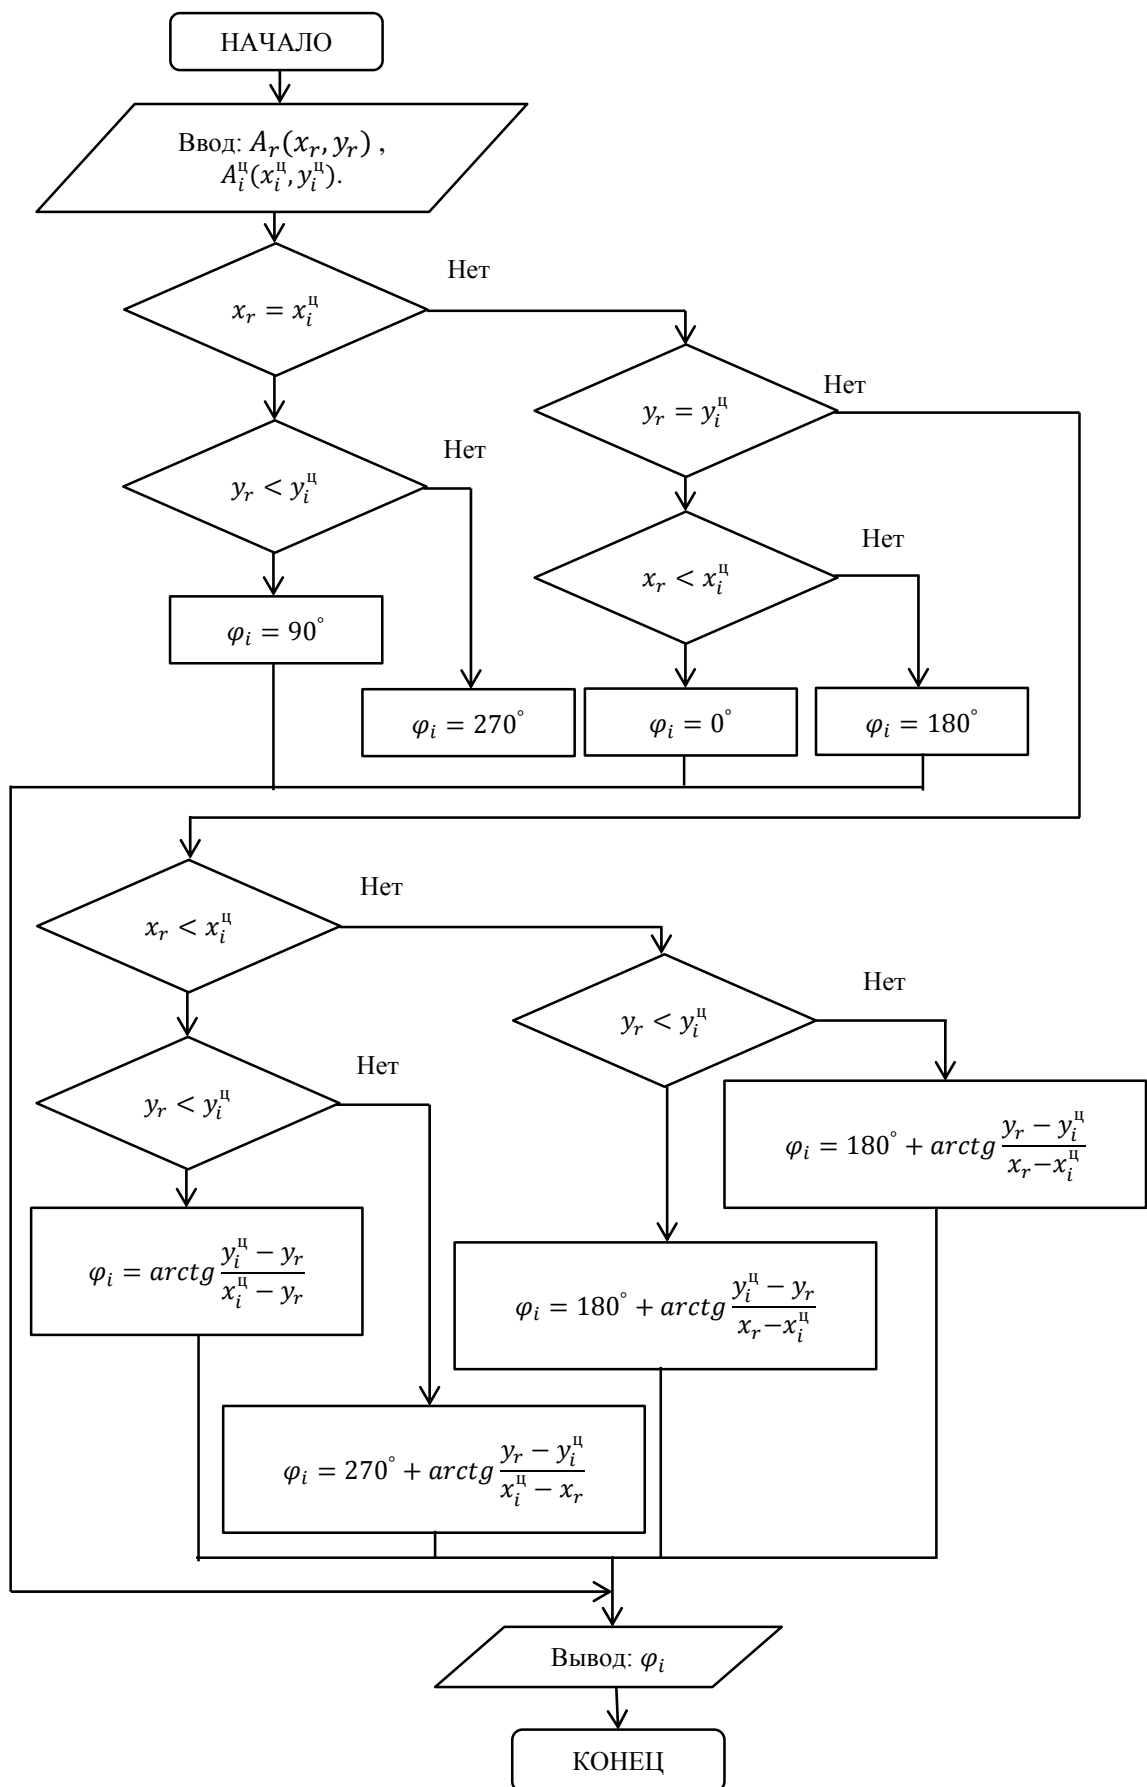 НАЧАЛО
Ввод: A_r(x_r, y_r) ,
A_i^ц(x_i^ц, y_i^ц).
x_r = x_i^ц
Нет
y_r = y_i^ц
Нет
y_r < y_i^ц
Нет
x_r < x_i^ц
Нет
φ_i = 90°
φ_i = 270°
φ_i = 0°
φ_i = 180°
x_r < x_i^ц
Нет
y_r < y_i^ц
Нет
y_r < y_i^ц
Нет
φ_i = 180° + arctg (y_r − y_i^ц)/(x_r − x_i^ц)
φ_i = arctg (y_i^ц − y_r)/(x_i^ц − y_r)
φ_i = 180° + arctg (y_i^ц − y_r)/(x_r − x_i^ц)
φ_i = 270° + arctg (y_r − y_i^ц)/(x_i^ц − x_r)
Вывод: φ_i
КОНЕЦ